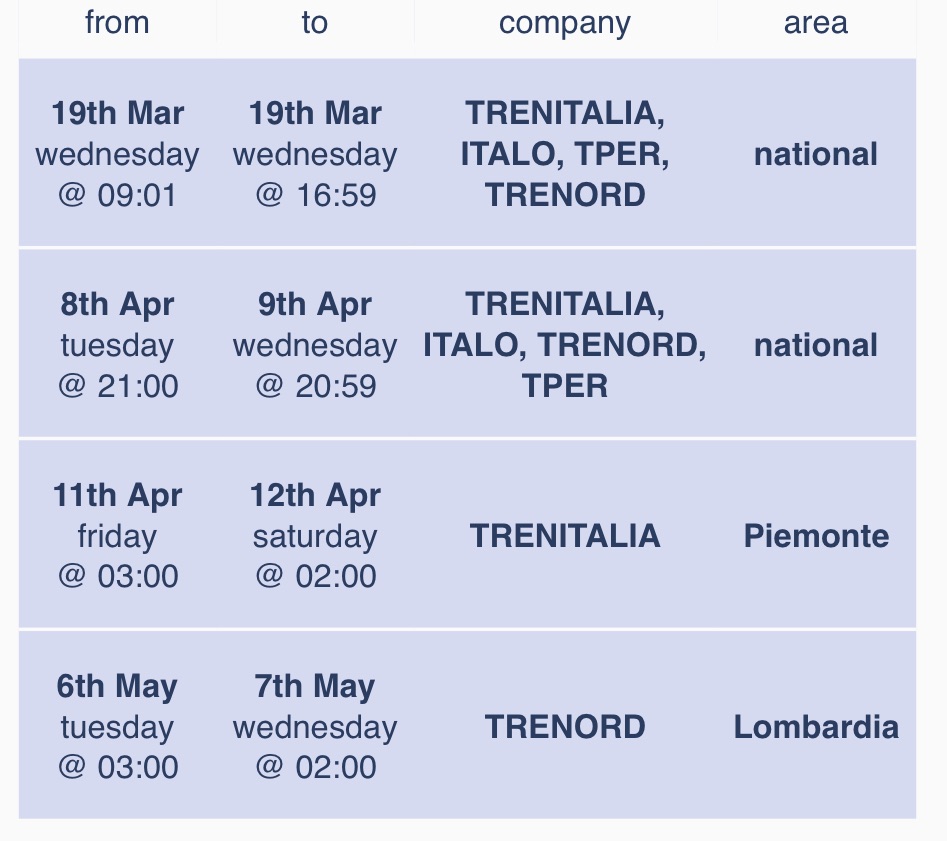 from to company area
19th Mar 19th Mar TRENITALIA,
wednesday wednesday ITALO, TPER, national
@ 09:01 @ 16:59 TRENORD
8th Apr 9th Apr TRENITALIA,
tuesday wednesday ITALO, TRENORD, national
@ 21:00 @ 20:59 TPER
11th Apr 12th Apr
friday saturday TRENITALIA Piemonte
@ 03:00 @ 02:00
6th May 7th May
tuesday wednesday TRENORD Lombardia
@ 03:00 @ 02:00